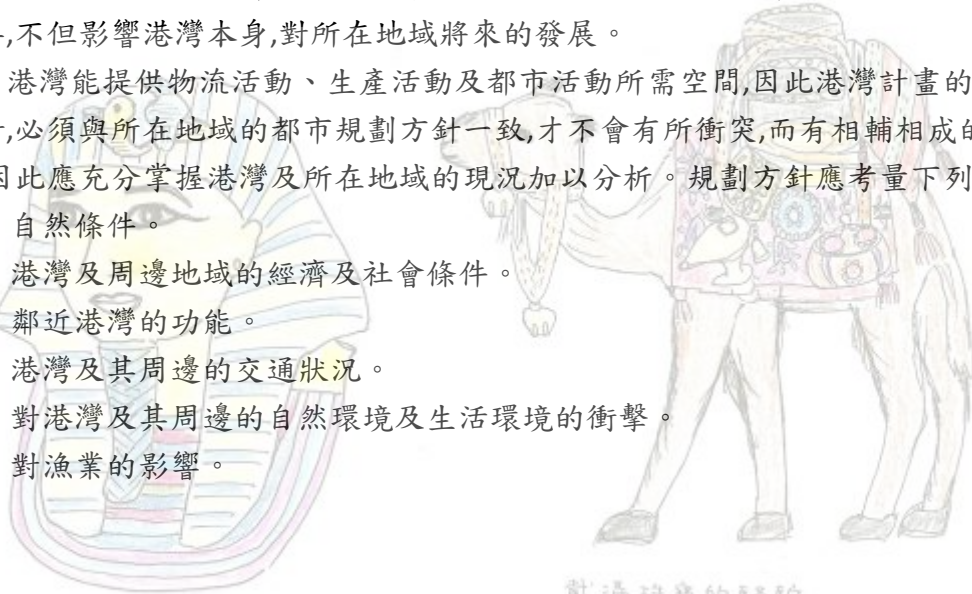 ,不但影響港灣本身,對所在地域將來的發展。
港灣能提供物流活動、生產活動及都市活動所需空間,因此港灣計畫的
,必須與所在地域的都市規劃方針一致,才不會有所衝突,而有相輔相成的
因此應充分掌握港灣及所在地域的現況加以分析。規劃方針應考量下列
自然條件。
港灣及周邊地域的經濟及社會條件。
鄰近港灣的功能。
港灣及其周邊的交通狀況。
對港灣及其周邊的自然環境及生活環境的衝擊。
對漁業的影響。